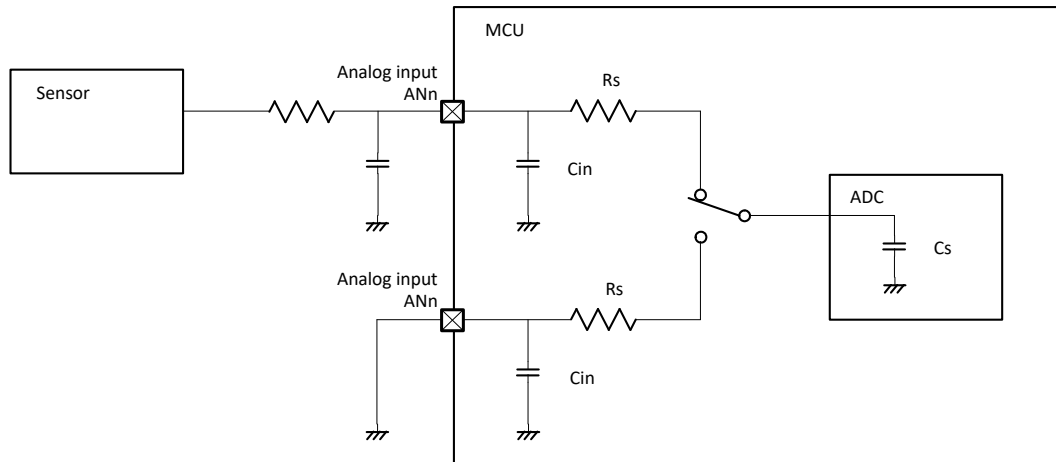 MCU
Sensor
Analog input
ANn
Rs
Cin
ADC
Cs
Analog input
ANn
Rs
Cin